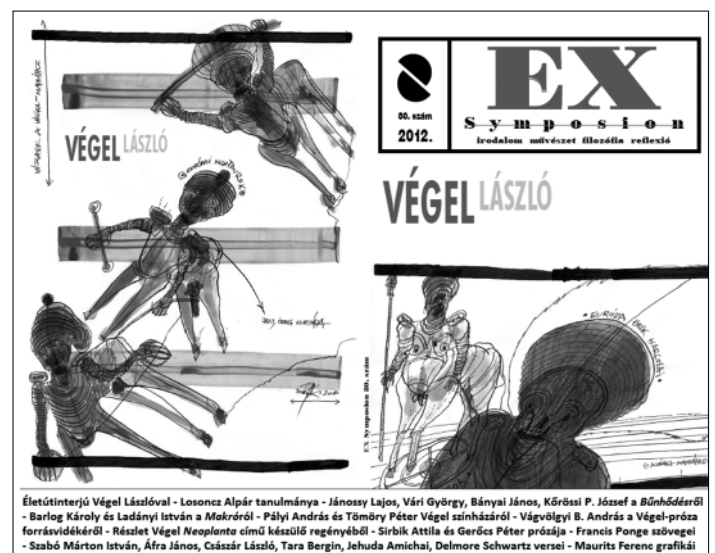 VÉGEL LÁSZLÓ
80. szám
2012.
EX
Symposion
irodalom művészet filozófia reflexió
VÉGEL LÁSZLÓ
EX Symposion 80. szám
Életútinterjú Végel Lászlóval - Losoncz Alpár tanulmánya - Jánossy Lajos, Vári György, Bányai János, Kőrössi P. József a Bűnhődésről
- Barlog Károly és Ladányi István a Makróról - Pályi András és Tömöry Péter Végel színházáról - Vágvölgyi B. András a Végel-próza
forrásvidékéről - Részlet Végel Neoplanta című készülő regényéből - Sirbik Attila és Gerőcs Péter prózája - Francis Ponge szövegei
- Szabó Márton István, Áfra János, Császár László, Tara Bergin, Jehuda Amichai, Delmore Schwartz versei - Maurits Ferenc grafikái